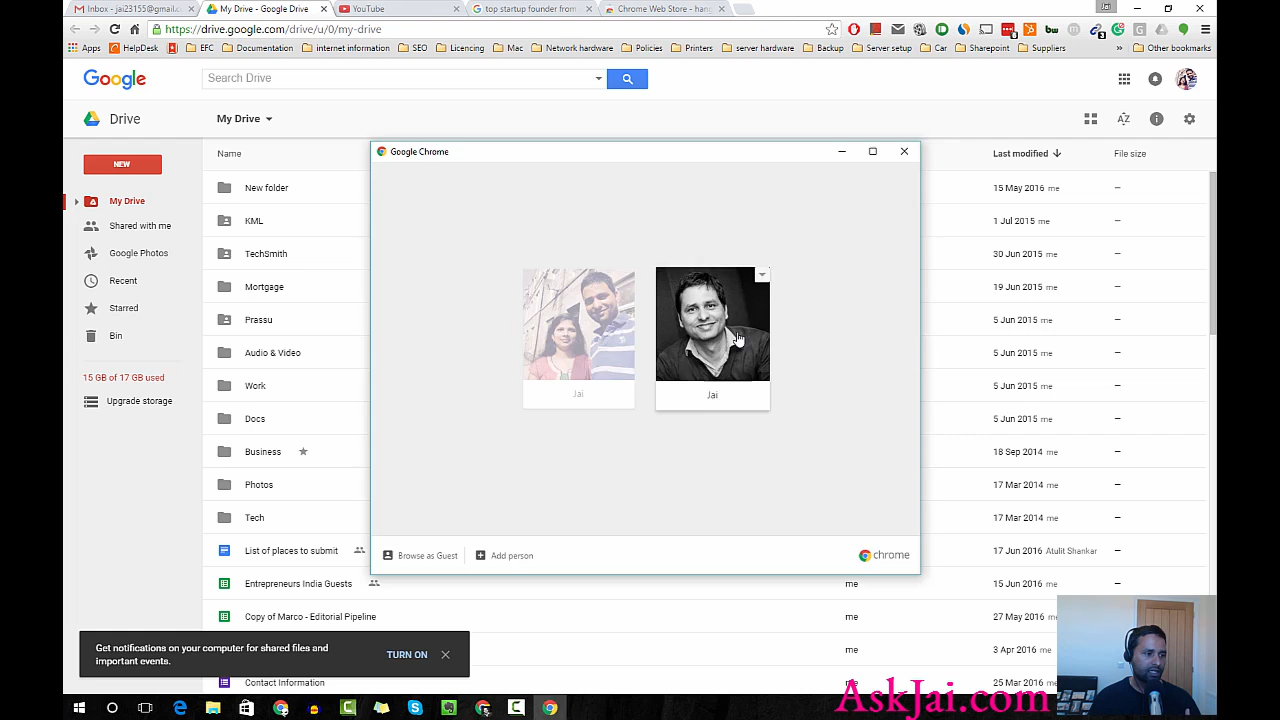 Inbox - jai23155@gmail.c
My Drive - Google Drive
YouTube
top startup founder from
Chrome Web Store - han
https://drive.google.com/drive/u/0/my-drive
Apps
HelpDesk
EFC
Documentation
internet information
SEO
Licencing
Mac
Network hardware
Policies
Printers
server hardware
Backup
Server setup
Car
Sharepoint
Suppliers
»
Other bookmarks
Google
Search Drive
Drive
My Drive
AZ
NEW
My Drive
Shared with me
Google Photos
Recent
Starred
Bin
15 GB of 17 GB used
Upgrade storage
Name
Last modified
File size
New folder
15 May 2016 me
–
KML
1 Jul 2015 me
–
TechSmith
30 Jun 2015 me
–
Mortgage
19 Jun 2015 me
–
Prassu
5 Jun 2015 me
–
Audio & Video
5 Jun 2015 me
–
Work
5 Jun 2015 me
–
Docs
5 Jun 2015 me
–
Business
18 Sep 2014 me
–
Photos
17 Mar 2014 me
–
Tech
17 Mar 2014 me
–
List of places to submit
17 Jun 2016 Atulit Shankar
–
Entrepreneurs India Guests
me
15 Jun 2016 me
–
Copy of Marco - Editorial Pipeline
me
27 May 2016 me
–
me
3 Apr 2016 me
Contact Information
me
25 Mar 2016 me
Google Chrome
Jai
Jai
Browse as Guest
Add person
chrome
Get notifications on your computer for shared files and
important events.
TURN ON
AskJai.com